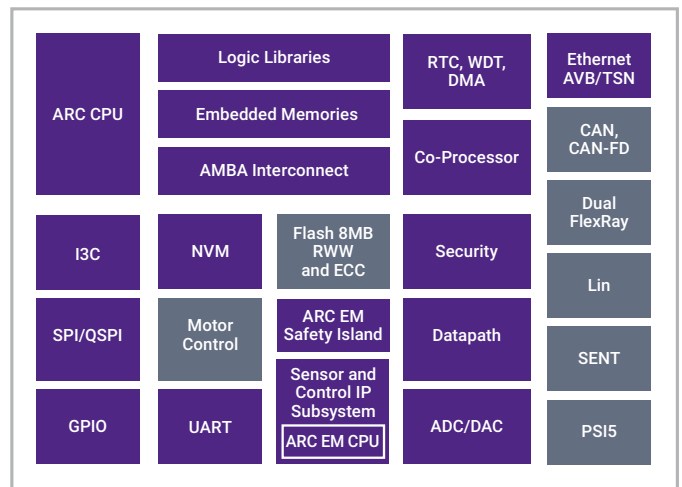 ARC CPU
Logic Libraries
Embedded Memories
AMBA Interconnect
RTC, WDT,
DMA
Co-Processor
Ethernet
AVB/TSN
CAN,
CAN-FD
Dual
FlexRay
Lin
SENT
PSI5
I3C
NVM
Flash 8MB
RWW
and ECC
Security
SPI/QSPI
Motor
Control
ARC EM
Safety Island
Datapath
GPIO
UART
Sensor and
Control IP
Subsystem
ARC EM CPU
ADC/DAC